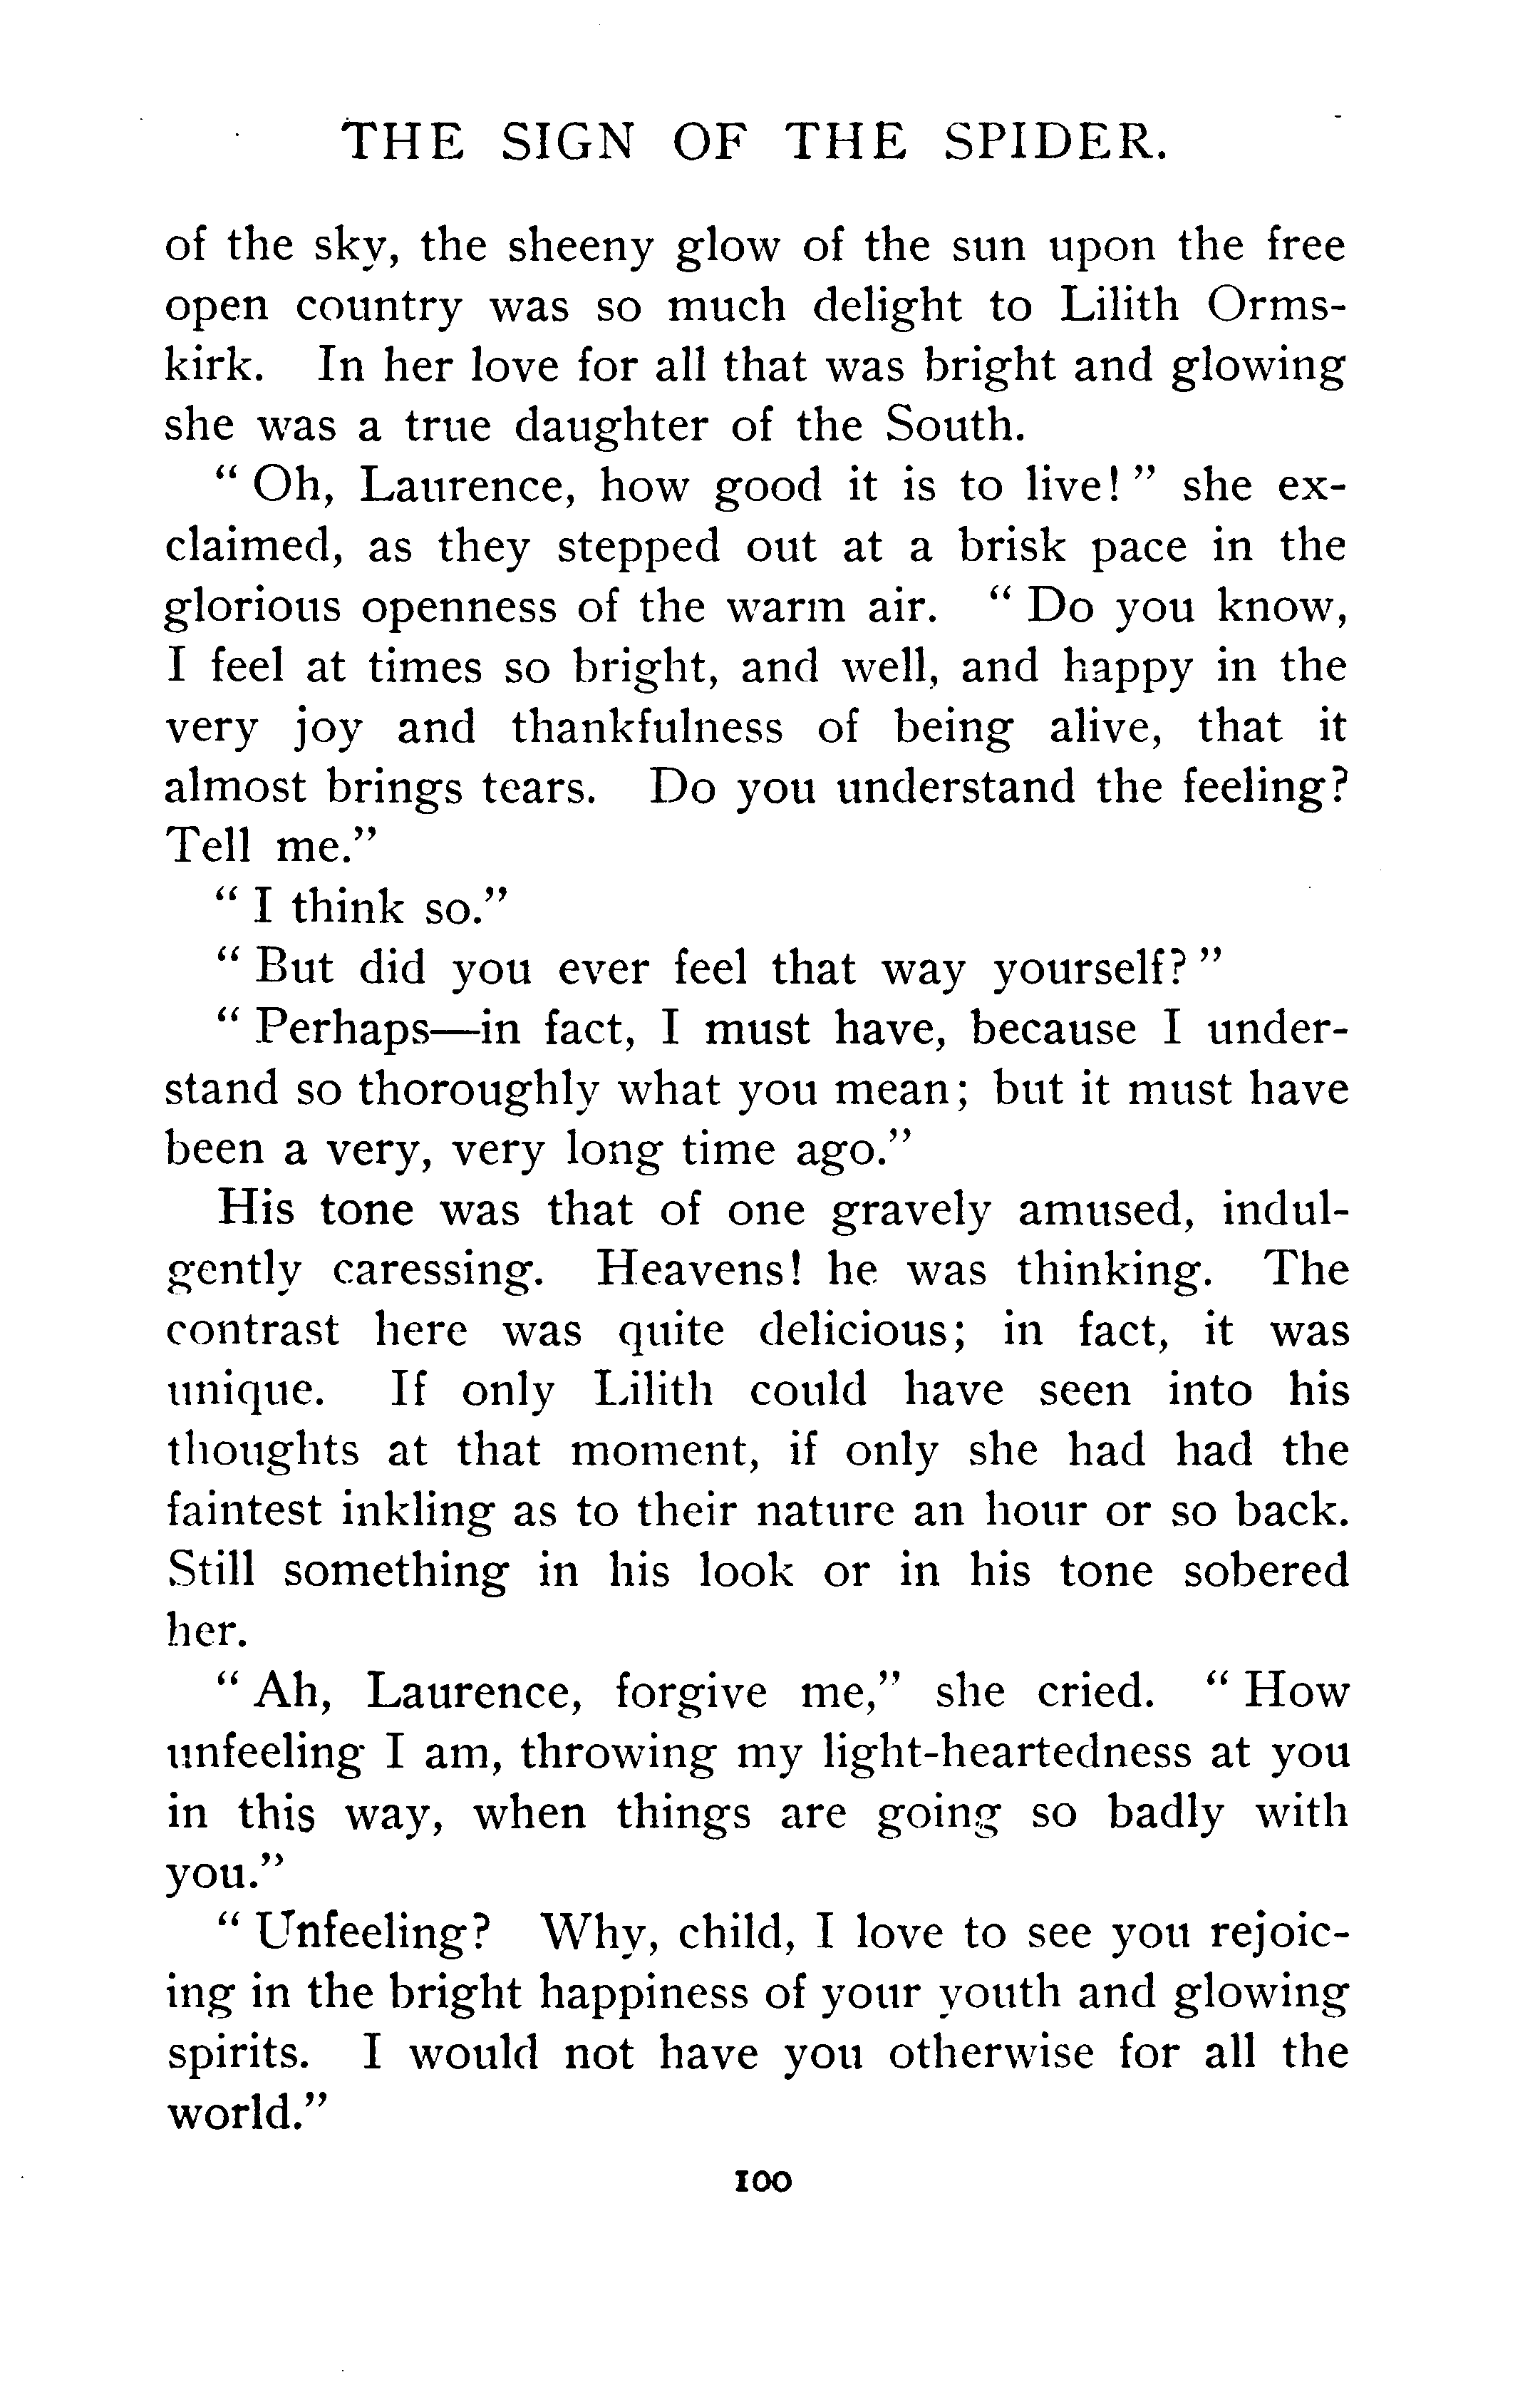 THE SIGN OF THE SPIDER.
of the sky, the sheeny glow of the sun upon the free
open country was so much delight to Lilith Orms-
kirk. In her love for all that was bright and glowing
she was a true daughter of the South.
“ Oh, Laurence, how good it is to live! ” she ex-
claimed, as they stepped out at a brisk pace in the
glorious openness of the warm air. “ Do you know,
I feel at times so bright, and well, and happy in the
very joy and thankfulness of being alive, that it
almost brings tears. Do you understand the feeling?
Tell me.”
“ I think so.”
“ But did you ever feel that way yourself? ”
“ Perhaps—in fact, I must have, because I under-
stand so thoroughly what you mean; but it must have
been a very, very long time ago.”
His tone was that of one gravely amused, indul-
gently caressing. Heavens! he was thinking. The
contrast here was quite delicious; in fact, it was
unique. If only Lilith could have seen into his
thoughts at that moment, if only she had had the
faintest inkling as to their nature an hour or so back.
Still something in his look or in his tone sobered
her.
“ Ah, Laurence, forgive me,” she cried. “ How
unfeeling I am, throwing my light-heartedness at you
in this way, when things are going so badly with
you.”
“ Unfeeling? Why, child, I love to see you rejoic-
ing in the bright happiness of your youth and glowing
spirits. I would not have you otherwise for all the
world.”
100